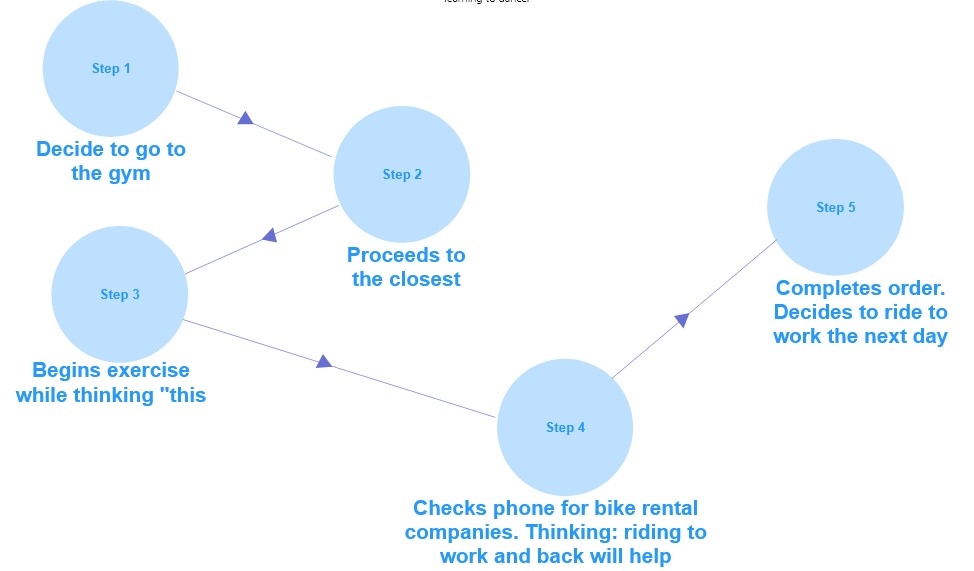 Step 1
Decide to go to
the gym
Step 2
Proceeds to
the closest
Step 3
Begins exercise
while thinking "this
Step 4
Checks phone for bike rental
companies. Thinking: riding to
work and back will help
Step 5
Completes order.
Decides to ride to
work the next day